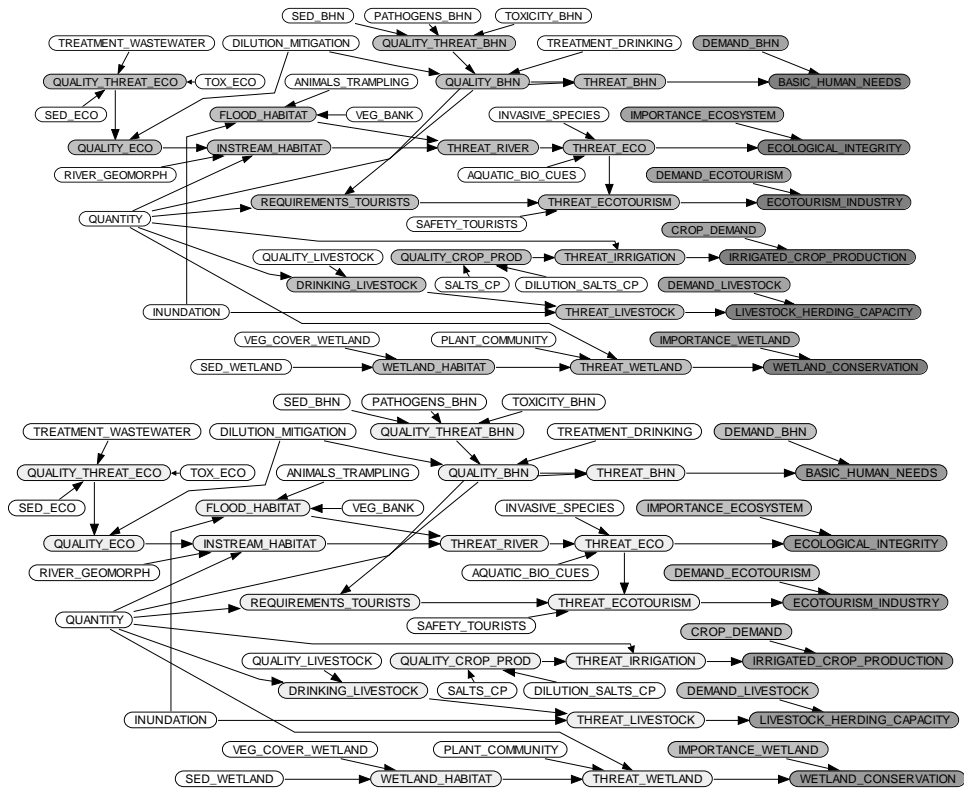 SED_BHN
PATHOGENS_BHN
TOXICITY_BHN
TREATMENT_WASTEWATER
DILUTION_MITIGATION
QUALITY_THREAT_BHN
TREATMENT_DRINKING
DEMAND_BHN
QUALITY_THREAT_ECO
TOX_ECO
ANIMALS_TRAMPLING
QUALITY_BHN
THREAT_BHN
BASIC_HUMAN_NEEDS
SED_ECO
FLOOD_HABITAT
VEG_BANK
INVASIVE_SPECIES
IMPORTANCE_ECOSYSTEM
QUALITY_ECO
INSTREAM_HABITAT
THREAT_RIVER
THREAT_ECO
ECOLOGICAL_INTEGRITY
RIVER_GEOMORPH
AQUATIC_BIO_CUES
DEMAND_ECOTOURISM
REQUIREMENTS_TOURISTS
THREAT_ECOTOURISM
ECOTOURISM_INDUSTRY
QUANTITY
SAFETY_TOURISTS
CROP_DEMAND
QUALITY_LIVESTOCK
QUALITY_CROP_PROD
THREAT_IRRIGATION
IRRIGATED_CROP_PRODUCTION
DRINKING_LIVESTOCK
SALTS_CP
DILUTION_SALTS_CP
DEMAND_LIVESTOCK
INUNDATION
THREAT_LIVESTOCK
LIVESTOCK_HERDING_CAPACITY
VEG_COVER_WETLAND
PLANT_COMMUNITY
IMPORTANCE_WETLAND
SED_WETLAND
WETLAND_HABITAT
THREAT_WETLAND
WETLAND_CONSERVATION
SED_BHN
PATHOGENS_BHN
TOXICITY_BHN
TREATMENT_WASTEWATER
DILUTION_MITIGATION
QUALITY_THREAT_BHN
TREATMENT_DRINKING
DEMAND_BHN
QUALITY_THREAT_ECO
TOX_ECO
ANIMALS_TRAMPLING
QUALITY_BHN
THREAT_BHN
BASIC_HUMAN_NEEDS
SED_ECO
FLOOD_HABITAT
VEG_BANK
INVASIVE_SPECIES
IMPORTANCE_ECOSYSTEM
QUALITY_ECO
INSTREAM_HABITAT
THREAT_RIVER
THREAT_ECO
ECOLOGICAL_INTEGRITY
RIVER_GEOMORPH
AQUATIC_BIO_CUES
DEMAND_ECOTOURISM
REQUIREMENTS_TOURISTS
THREAT_ECOTOURISM
ECOTOURISM_INDUSTRY
QUANTITY
SAFETY_TOURISTS
CROP_DEMAND
QUALITY_LIVESTOCK
QUALITY_CROP_PROD
THREAT_IRRIGATION
IRRIGATED_CROP_PRODUCTION
DRINKING_LIVESTOCK
SALTS_CP
DILUTION_SALTS_CP
DEMAND_LIVESTOCK
INUNDATION
THREAT_LIVESTOCK
LIVESTOCK_HERDING_CAPACITY
VEG_COVER_WETLAND
PLANT_COMMUNITY
IMPORTANCE_WETLAND
SED_WETLAND
WETLAND_HABITAT
THREAT_WETLAND
WETLAND_CONSERVATION